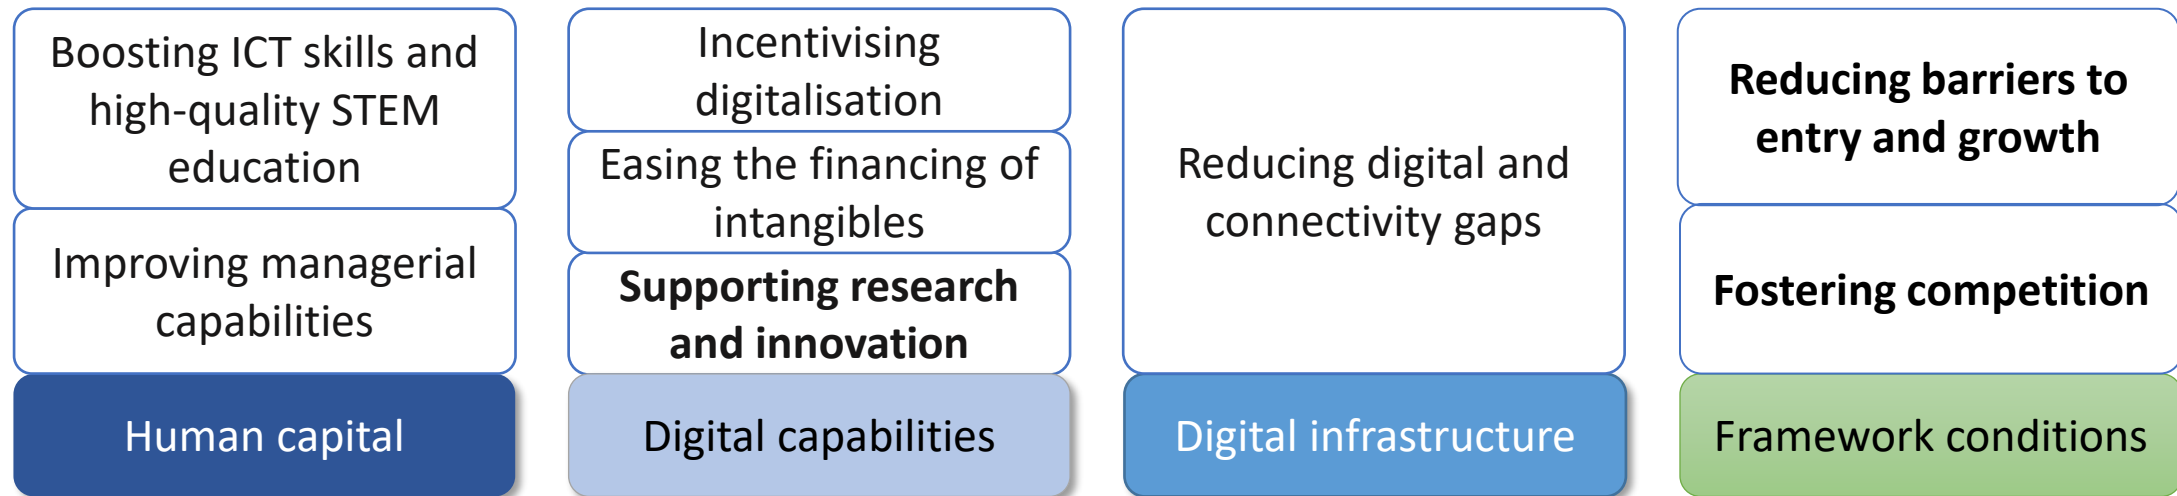 Boosting ICT skills and
high-quality STEM
education
Improving managerial
capabilities
Human capital
Incentivising
digitalisation
Easing the financing of
intangibles
Supporting research
and innovation
Digital capabilities
Reducing digital and
connectivity gaps
Digital infrastructure
Reducing barriers to
entry and growth
Fostering competition
Framework conditions